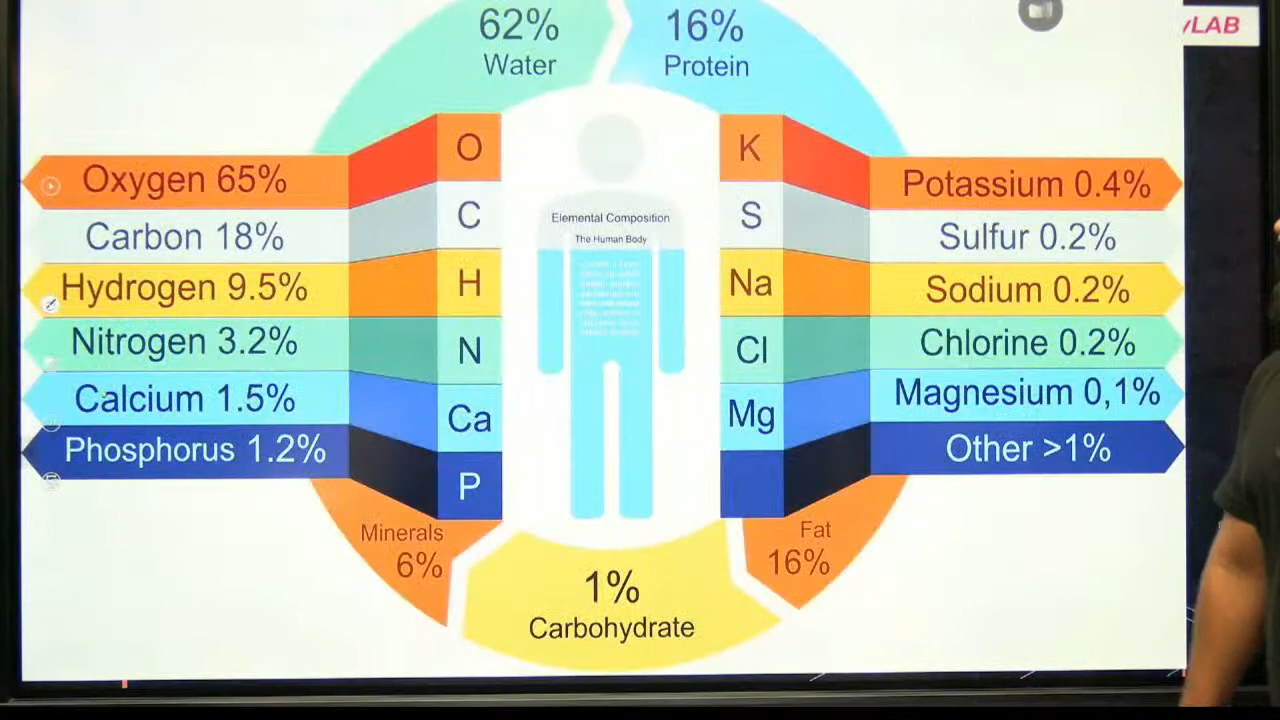 62%
Water
16%
Protein
LAB
O
C
H
N
Ca
P
K
S
Na
Cl
Mg
Oxygen 65%
Carbon 18%
Hydrogen 9.5%
Nitrogen 3.2%
Calcium 1.5%
Phosphorus 1.2%
Elemental Composition
The Human Body
Potassium 0.4%
Sulfur 0.2%
Sodium 0.2%
Chlorine 0.2%
Magnesium 0,1%
Other >1%
Minerals
6%
1%
Carbohydrate
Fat
16%